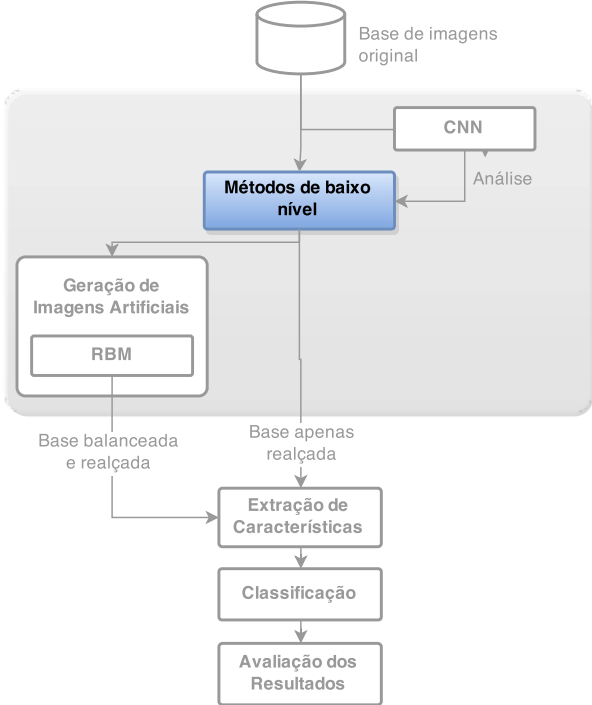 Base de imagens
original
CNN
Análise
Métodos de baixo
nível
Geração de
Imagens Artificiais
RBM
Base balanceada
e realçada
Base apenas
realçada
Extração de
Características
Classificação
Avaliação dos
Resultados